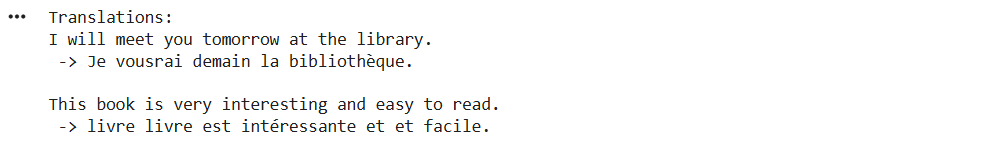 ••• Translations:
I will meet you tomorrow at the library.
-> Je vousrai demain la bibliothèque.
This book is very interesting and easy to read.
-> livre livre est intéressante et et facile.